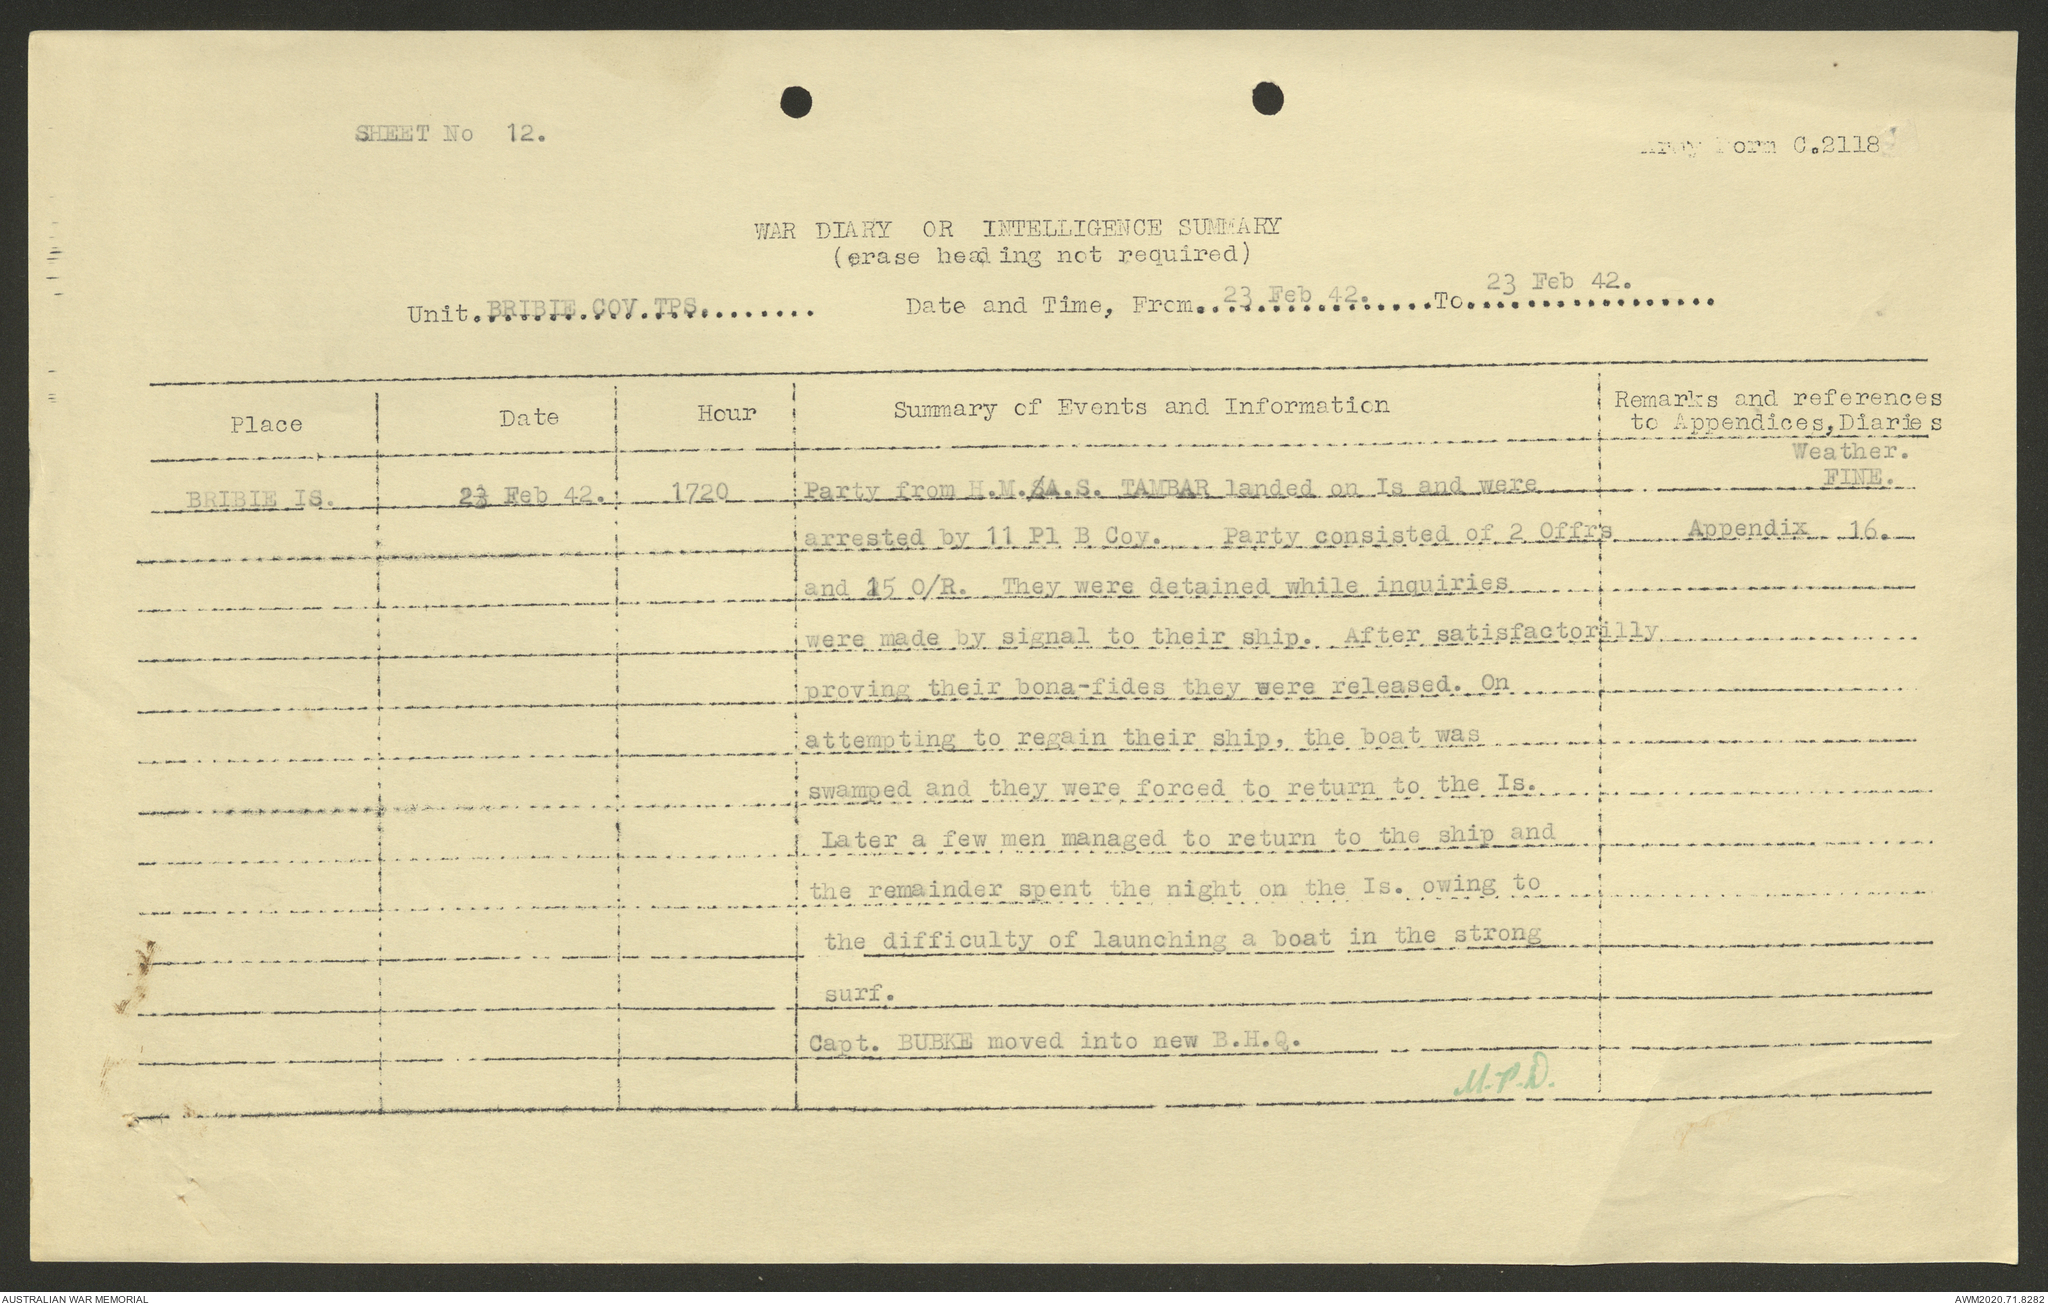 SHEET No 12.
Army Form C.2118
WAR DIARY OR INTELLIGENCE SUMMARY
(erase heading not required)
Unit.BRIBIE COV TPS. Date and Time, From 23 Feb 42. To 23 Feb 42.
Place Date Hour Summary of Events and Information Remarks and references
to Appendices, Diaries
Weather.
BRIBIE IS. 23 Feb 42. 1720 Party from H.M.A.S. TAMBAR landed on Is and were FINE.
arrested by 11 Pl B Coy. Party consisted of 2 Offrs Appendix 16.
and 15 O/R. They were detained while inquiries
were made by signal to their ship. After satisfactorilly
proving their bona-fides they were released. On
attempting to regain their ship, the boat was
swamped and they were forced to return to the Is.
Later a few men managed to return to the ship and
the remainder spent the night on the Is. owing to
the difficulty of launching a boat in the strong
surf.
Capt. BUBKE moved into new B.H.Q.
M.P.D.
AUSTRALIAN WAR MEMORIAL AWM2020.71.8282